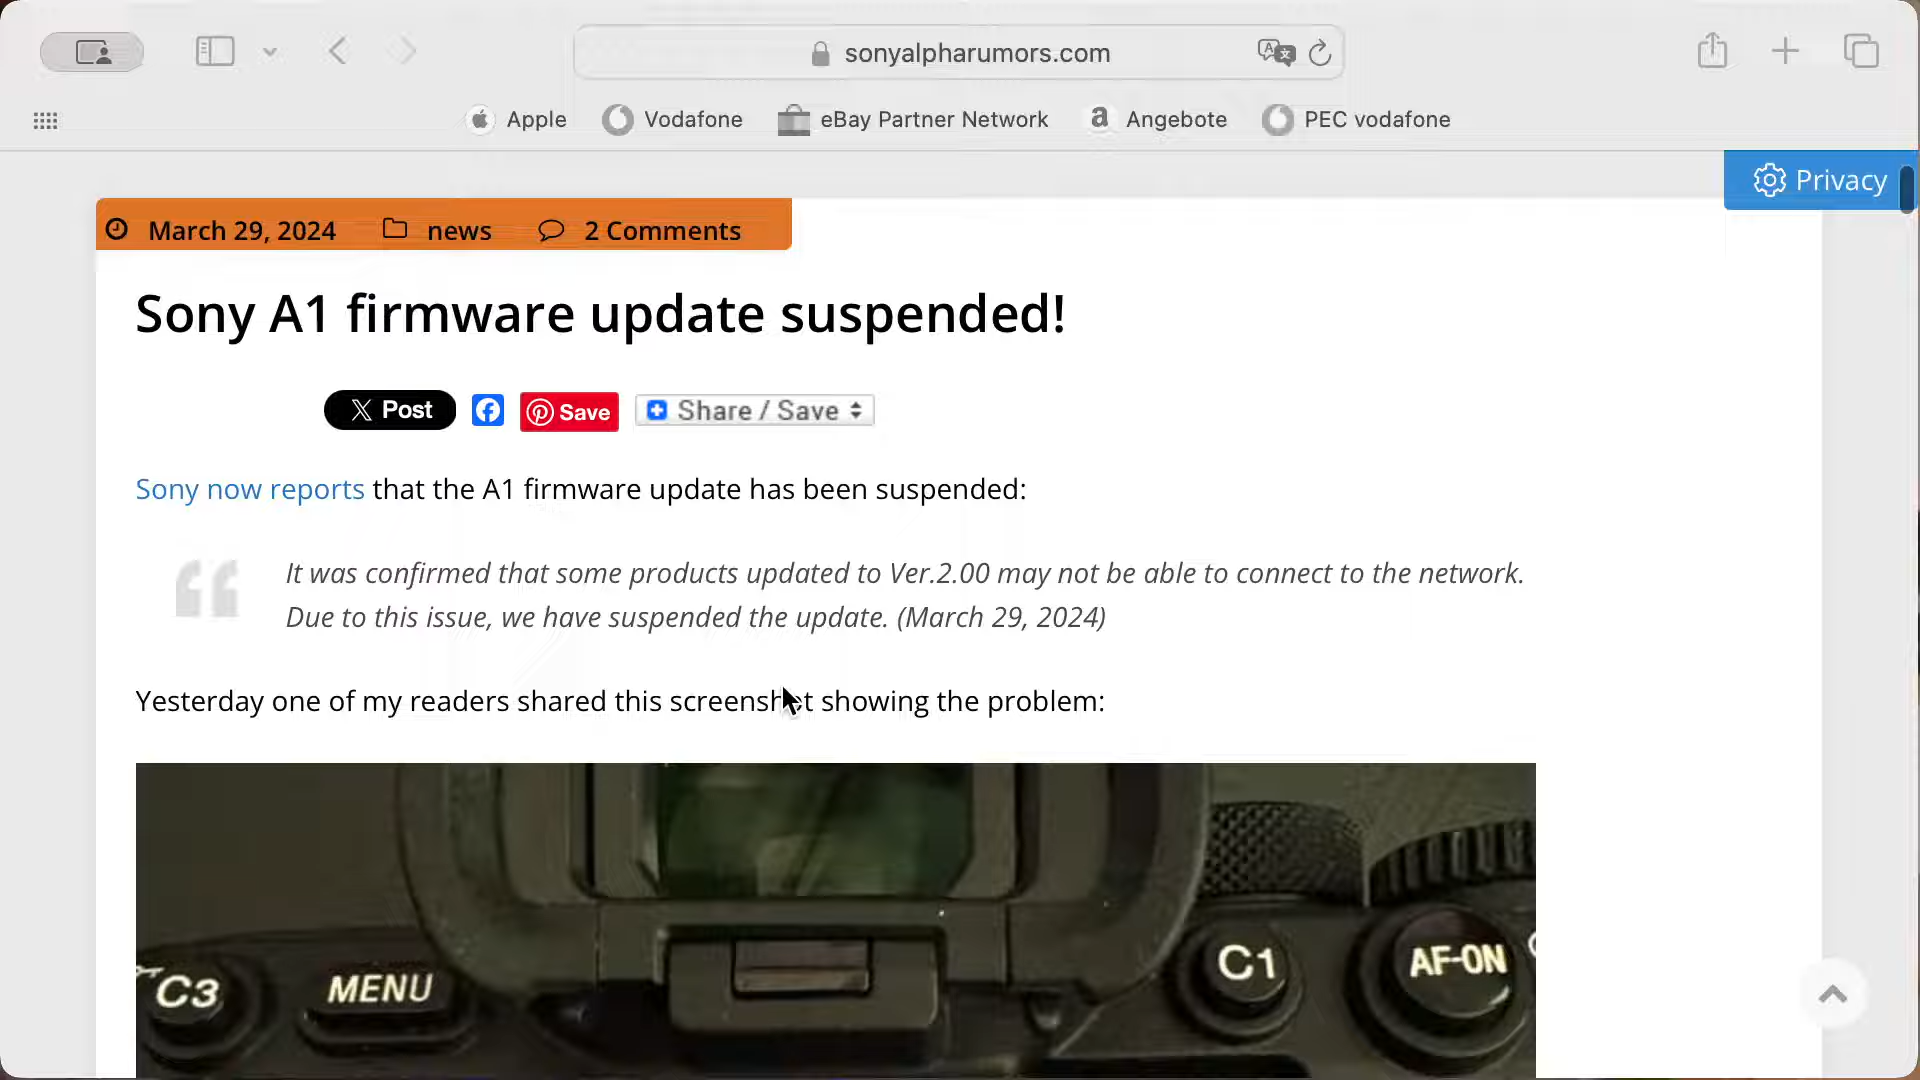 sonyalpharumors.com
Apple
Vodafone
eBay Partner Network
a Angebote
PEC vodafone
Privacy
March 29, 2024
news
2 Comments
Sony A1 firmware update suspended!
X Post
Save
Share / Save
Sony now reports that the A1 firmware update has been suspended:
It was confirmed that some products updated to Ver.2.00 may not be able to connect to the network.
Due to this issue, we have suspended the update. (March 29, 2024)
Yesterday one of my readers shared this screenshot showing the problem:
C3
MENU
C1
AF-ON